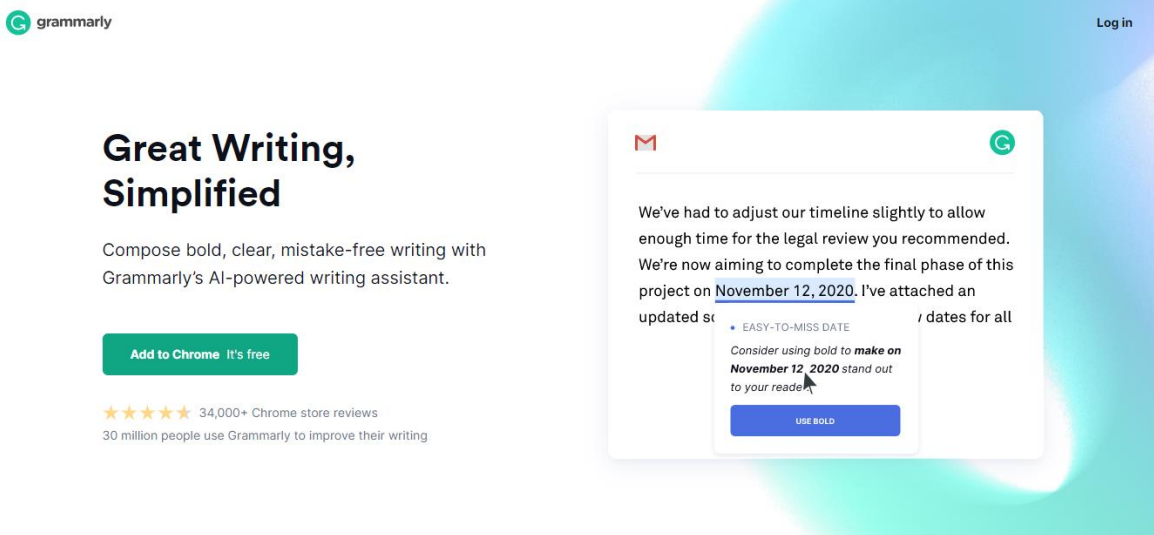 grammarly
Log in
Great Writing,
Simplified
Compose bold, clear, mistake-free writing with
Grammarly's AI-powered writing assistant.
Add to Chrome It's free
34,000+ Chrome store reviews
30 million people use Grammarly to improve their writing
We've had to adjust our timeline slightly to allow
enough time for the legal review you recommended.
We're now aiming to complete the final phase of this
project on November 12, 2020. I've attached an
updated dates for all
EASY-TO-MISS DATE
Consider using bold to make on
November 12, 2020 stand out
to your reader.
USE BOLD